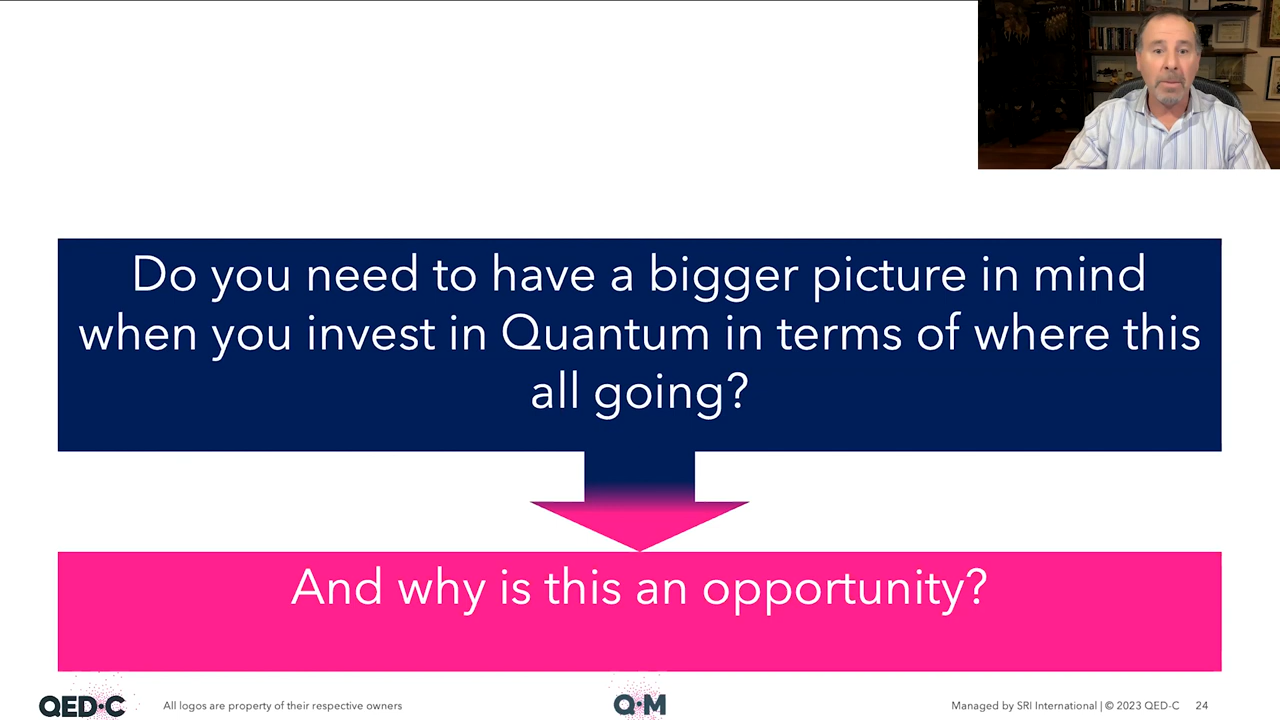 Do you need to have a bigger picture in mind
when you invest in Quantum in terms of where this
all going?
And why is this an opportunity?
QED·C
All logos are property of their respective owners
Q·M
Managed by SRI International | © 2023 QED-C
24